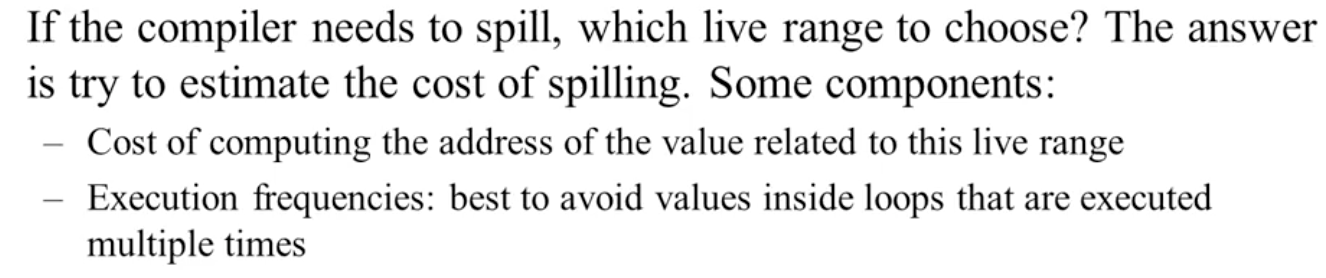 If the compiler needs to spill, which live range to choose? The answer
is try to estimate the cost of spilling. Some components:
– Cost of computing the address of the value related to this live range
– Execution frequencies: best to avoid values inside loops that are executed
multiple times